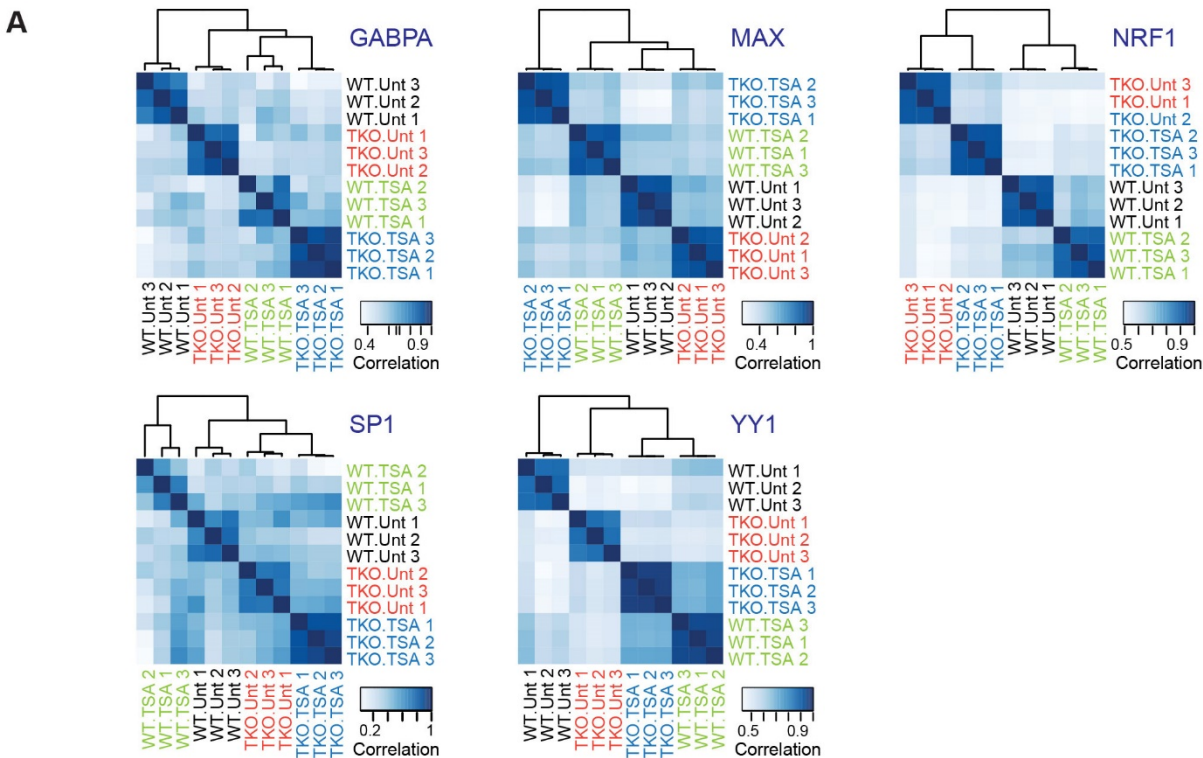 A
GABPA
WT.Unt 3
WT.Unt 2
WT.Unt 1
TKO.Unt 1
TKO.Unt 3
TKO.Unt 2
WT.TSA 2
WT.TSA 3
WT.TSA 1
TKO.TSA 3
TKO.TSA 2
TKO.TSA 1
WT.Unt 3
WT.Unt 2
WT.Unt 1
TKO.Unt 1
TKO.Unt 3
TKO.Unt 2
WT.TSA 2
WT.TSA 3
WT.TSA 1
TKO.TSA 3
TKO.TSA 2
TKO.TSA 1
0.4 0.9
Correlation
MAX
TKO.TSA 2
TKO.TSA 3
TKO.TSA 1
WT.TSA 2
WT.TSA 1
WT.TSA 3
WT.Unt 1
WT.Unt 3
WT.Unt 2
TKO.Unt 2
TKO.Unt 1
TKO.Unt 3
TKO.TSA 2
TKO.TSA 3
TKO.TSA 1
WT.TSA 2
WT.TSA 1
WT.TSA 3
WT.Unt 1
WT.Unt 3
WT.Unt 2
TKO.Unt 2
TKO.Unt 1
TKO.Unt 3
0.4 1
Correlation
NRF1
TKO.Unt 3
TKO.Unt 1
TKO.Unt 2
TKO.TSA 2
TKO.TSA 3
TKO.TSA 1
WT.Unt 3
WT.Unt 2
WT.Unt 1
WT.TSA 2
WT.TSA 3
WT.TSA 1
TKO.Unt 3
TKO.Unt 1
TKO.Unt 2
TKO.TSA 2
TKO.TSA 3
TKO.TSA 1
WT.Unt 3
WT.Unt 2
WT.Unt 1
WT.TSA 2
WT.TSA 3
WT.TSA 1
0.5 0.9
Correlation
SP1
WT.TSA 2
WT.TSA 1
WT.TSA 3
WT.Unt 1
WT.Unt 2
WT.Unt 3
TKO.Unt 2
TKO.Unt 3
TKO.Unt 1
TKO.TSA 1
TKO.TSA 2
TKO.TSA 3
WT.TSA 2
WT.TSA 1
WT.TSA 3
WT.Unt 1
WT.Unt 2
WT.Unt 3
TKO.Unt 2
TKO.Unt 3
TKO.Unt 1
TKO.TSA 1
TKO.TSA 2
TKO.TSA 3
0.2 1
Correlation
YY1
WT.Unt 1
WT.Unt 2
WT.Unt 3
TKO.Unt 1
TKO.Unt 2
TKO.Unt 3
TKO.TSA 1
TKO.TSA 2
TKO.TSA 3
WT.TSA 3
WT.TSA 1
WT.TSA 2
WT.Unt 1
WT.Unt 2
WT.Unt 3
TKO.Unt 1
TKO.Unt 2
TKO.Unt 3
TKO.TSA 1
TKO.TSA 2
TKO.TSA 3
WT.TSA 3
WT.TSA 1
WT.TSA 2
0.5 0.9
Correlation